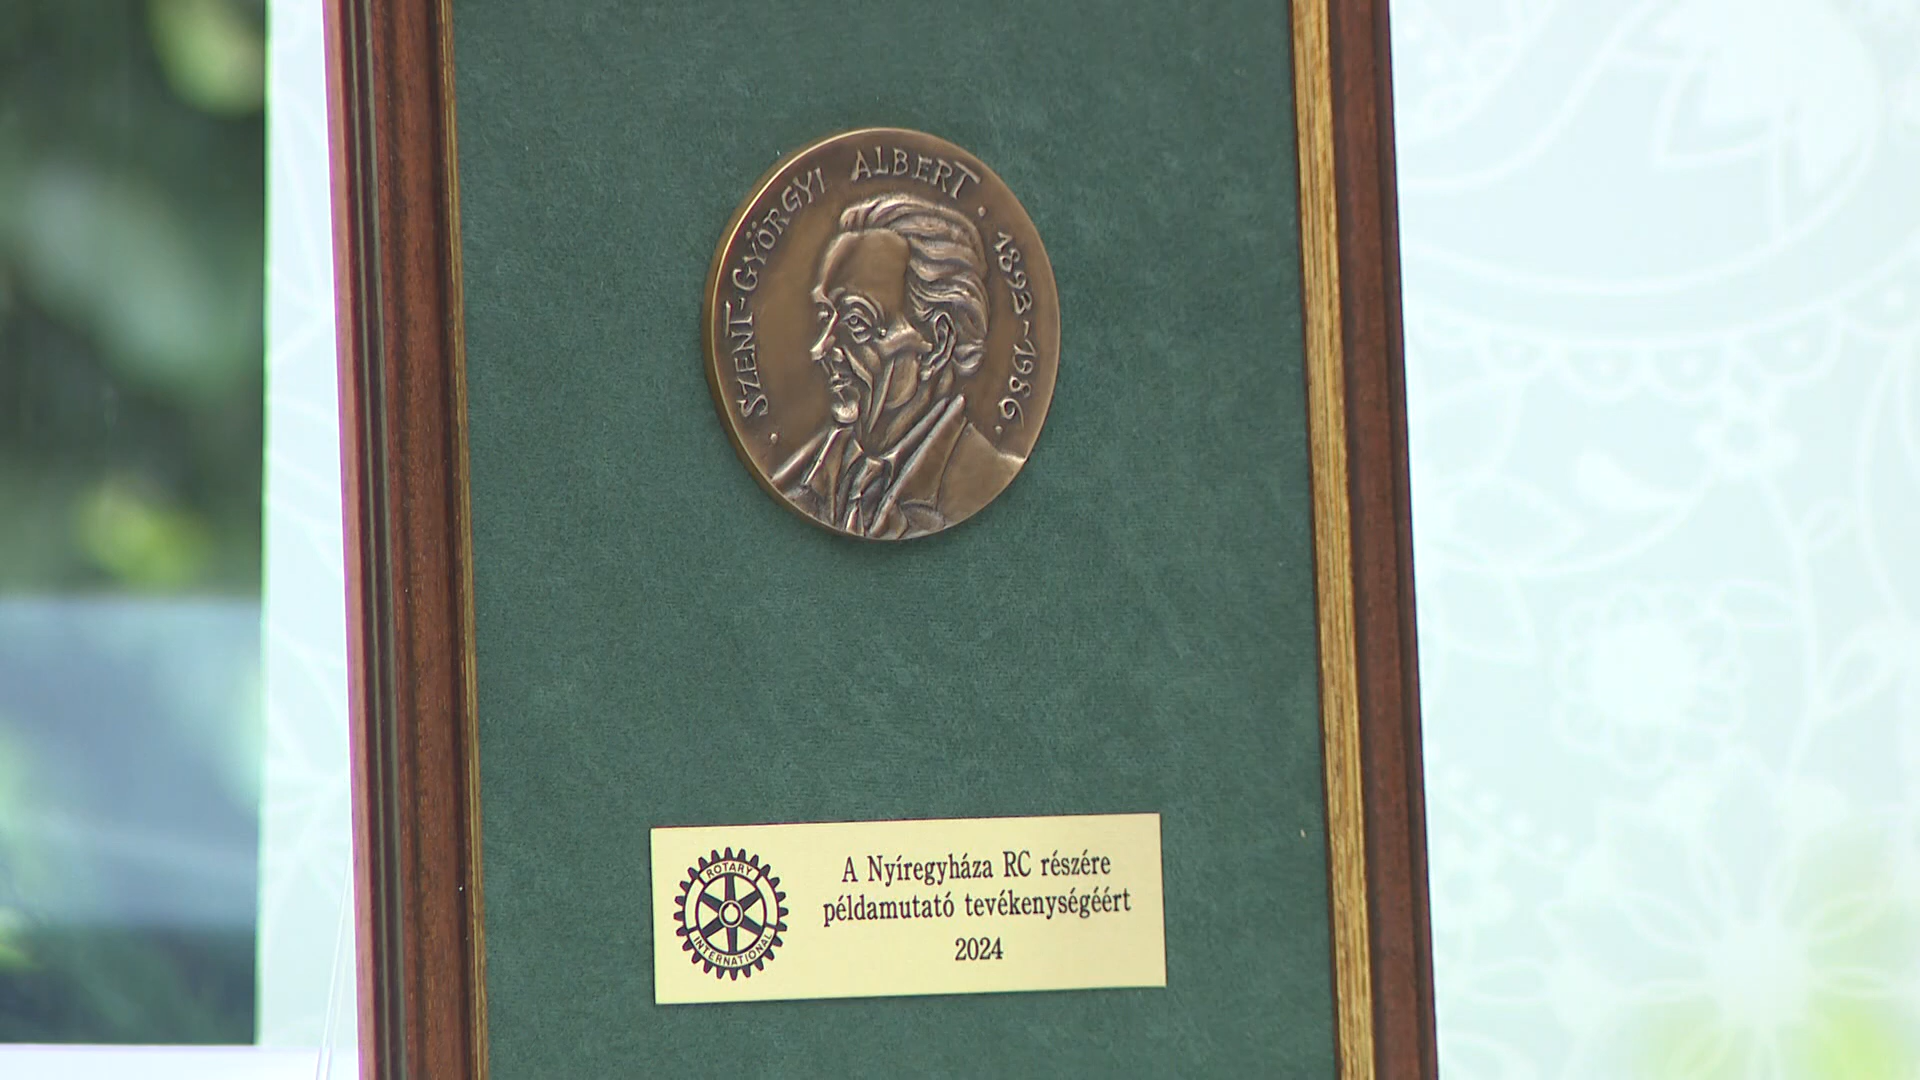 SZENT-GYÖRGYI ALBERT · 1893-1986 ·
ROTARY
INTERNATIONAL
A Nyíregyháza RC részére
példamutató tevékenységéért
2024